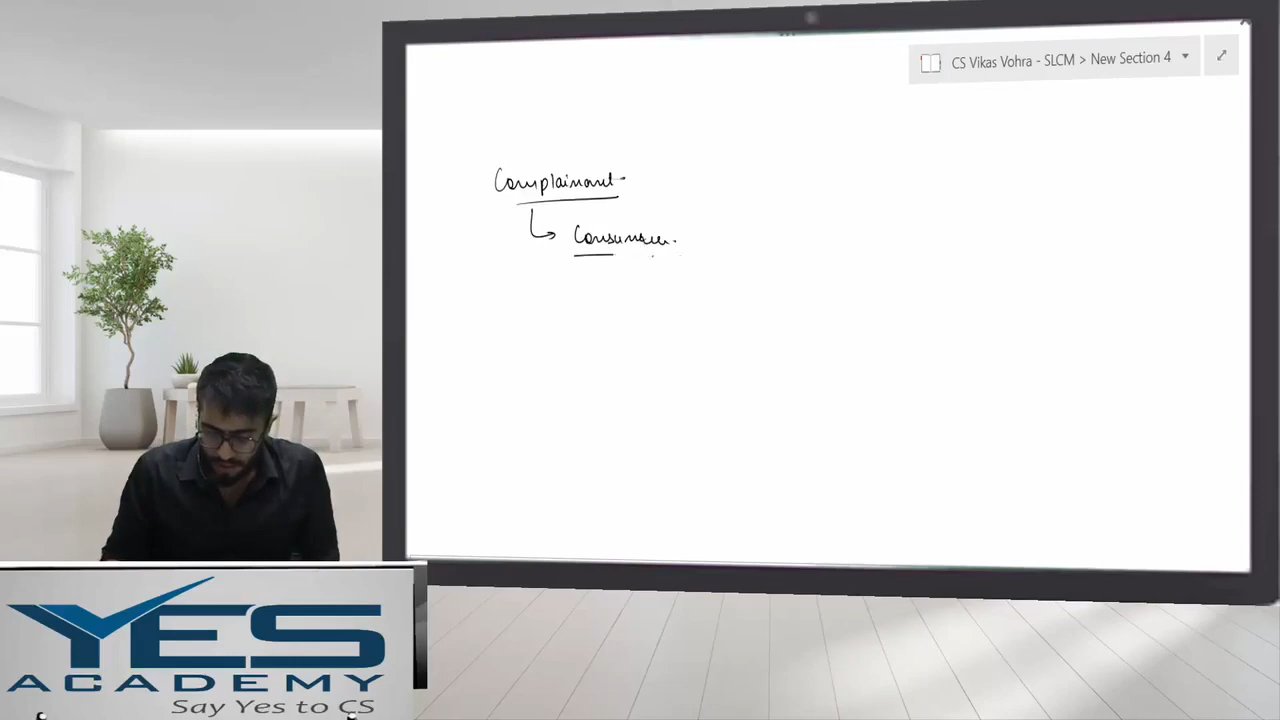 CS Vikas Vohra - SLCM > New Section 4
Complainant
Consumer.
YES
ACADEMY
Say Yes to CS